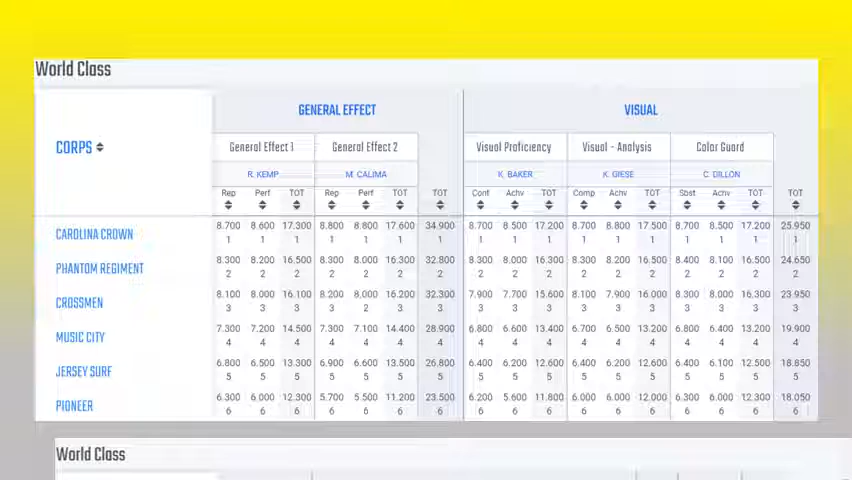 World Class
GENERAL EFFECT VISUAL
CORPS General Effect 1 General Effect 2 Visual Proficiency Visual - Analysis Color Guard
R. KEMP M. CALIMA K. BAKER K. GIESE C. DILLON
Rep Perf TOT Rep Perf TOT TOT Conf Achv TOT Comp Achv TOT Sbst Achv TOT TOT
CAROLINA CROWN 8.700 8.600 17.300 8.800 8.800 17.600 34.900 8.700 8.500 17.200 8.700 8.800 17.500 8.700 8.500 17.200 25.950
1 1 1 1 1 1 1 1 1 1 1 1 1 1 1 1 1
PHANTOM REGIMENT 8.300 8.200 16.500 8.300 8.000 16.300 32.800 8.300 8.000 16.300 8.300 8.200 16.500 8.400 8.100 16.500 24.650
2 2 2 2 2 2 2 2 2 2 2 2 2 2 2 2 2
CROSSMEN 8.100 8.000 16.100 8.200 8.000 16.200 32.300 7.900 7.700 15.600 8.100 7.900 16.000 8.300 8.000 16.300 23.950
3 3 3 3 3 3 3 3 3 3 3 3 3 3 3 3 3
MUSIC CITY 7.300 7.200 14.500 7.300 7.100 14.400 28.900 6.800 6.600 13.400 6.700 6.500 13.200 6.800 6.400 13.200 19.900
4 4 4 4 4 4 4 4 4 4 4 4 4 4 4 4 4
JERSEY SURF 6.800 6.500 13.300 6.900 6.600 13.500 26.800 6.400 6.200 12.600 6.400 6.200 12.600 6.400 6.100 12.500 18.850
5 5 5 5 5 5 5 5 5 5 5 5 5 5 5 5 5
PIONEER 6.300 6.000 12.300 5.700 5.500 11.200 23.500 6.200 5.600 11.800 6.000 6.000 12.000 6.300 6.000 12.300 18.050
6 6 6 6 6 6 6 6 6 6 6 6 6 6 6 6 6
World Class